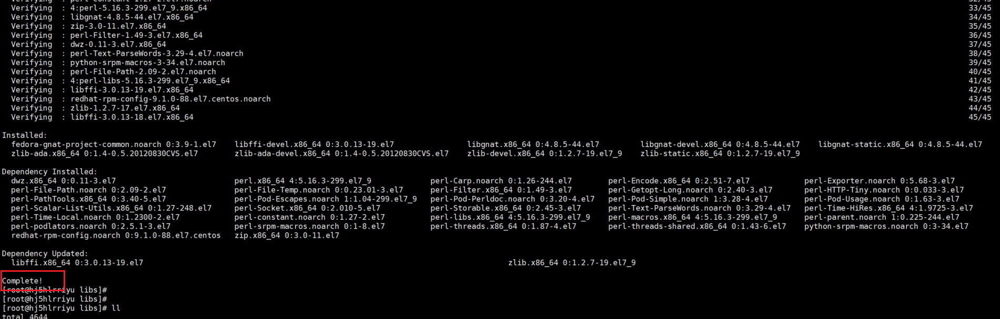 Verifying : perl-constant-1.27-2.el7.noarch 32/45
Verifying : 4:perl-5.16.3-299.el7_9.x86_64 33/45
Verifying : libgnat-4.8.5-44.el7.x86_64 34/45
Verifying : zip-3.0-11.el7.x86_64 35/45
Verifying : perl-Filter-1.49-3.el7.x86_64 36/45
Verifying : dwz-0.11-3.el7.x86_64 37/45
Verifying : perl-Text-ParseWords-3.29-4.el7.noarch 38/45
Verifying : python-srpm-macros-3-34.el7.noarch 39/45
Verifying : perl-File-Path-2.09-2.el7.noarch 40/45
Verifying : 4:perl-libs-5.16.3-299.el7_9.x86_64 41/45
Verifying : libffi-3.0.13-19.el7.x86_64 42/45
Verifying : redhat-rpm-config-9.1.0-88.el7.centos.noarch 43/45
Verifying : zlib-1.2.7-17.el7.x86_64 44/45
Verifying : libffi-3.0.13-18.el7.x86_64 45/45
Installed:
fedora-gnat-project-common.noarch 0:3.9-1.el7 libffi-devel.x86_64 0:3.0.13-19.el7 libgnat.x86_64 0:4.8.5-44.el7 libgnat-devel.x86_64 0:4.8.5-44.el7 libgnat-static.x86_64 0:4.8.5-44.el7
zlib-ada.x86_64 0:1.4-0.5.20120830CVS.el7 zlib-ada-devel.x86_64 0:1.4-0.5.20120830CVS.el7 zlib-devel.x86_64 0:1.2.7-19.el7_9 zlib-static.x86_64 0:1.2.7-19.el7_9
Dependency Installed:
dwz.x86_64 0:0.11-3.el7 perl.x86_64 4:5.16.3-299.el7_9 perl-Carp.noarch 0:1.26-244.el7 perl-Encode.x86_64 0:2.51-7.el7 perl-Exporter.noarch 0:5.68-3.el7
perl-File-Path.noarch 0:2.09-2.el7 perl-File-Temp.noarch 0:0.23.01-3.el7 perl-Filter.x86_64 0:1.49-3.el7 perl-Getopt-Long.noarch 0:2.40-3.el7 perl-HTTP-Tiny.noarch 0:0.033-3.el7
perl-PathTools.x86_64 0:3.40-5.el7 perl-Pod-Escapes.noarch 1:1.04-299.el7_9 perl-Pod-Perldoc.noarch 0:3.20-4.el7 perl-Pod-Simple.noarch 1:3.28-4.el7 perl-Pod-Usage.noarch 0:1.63-3.el7
perl-Scalar-List-Utils.x86_64 0:1.27-248.el7 perl-Socket.x86_64 0:2.010-5.el7 perl-Storable.x86_64 0:2.45-3.el7 perl-Text-ParseWords.noarch 0:3.29-4.el7 perl-Time-HiRes.x86_64 4:1.9725-3.el7
perl-Time-Local.noarch 0:1.2300-2.el7 perl-constant.noarch 0:1.27-2.el7 perl-libs.x86_64 4:5.16.3-299.el7_9 perl-macros.x86_64 4:5.16.3-299.el7_9 perl-parent.noarch 1:0.225-244.el7
perl-podlators.noarch 0:2.5.1-3.el7 perl-srpm-macros.noarch 0:1-8.el7 perl-threads.x86_64 0:1.87-4.el7 perl-threads-shared.x86_64 0:1.43-6.el7 python-srpm-macros.noarch 0:3-34.el7
redhat-rpm-config.noarch 0:9.1.0-88.el7.centos zip.x86_64 0:3.0-11.el7
Dependency Updated:
libffi.x86_64 0:3.0.13-19.el7 zlib.x86_64 0:1.2.7-19.el7_9
Complete!
[root@hj5hlrriyu libs]#
[root@hj5hlrriyu libs]#
[root@hj5hlrriyu libs]# ll
total 4644